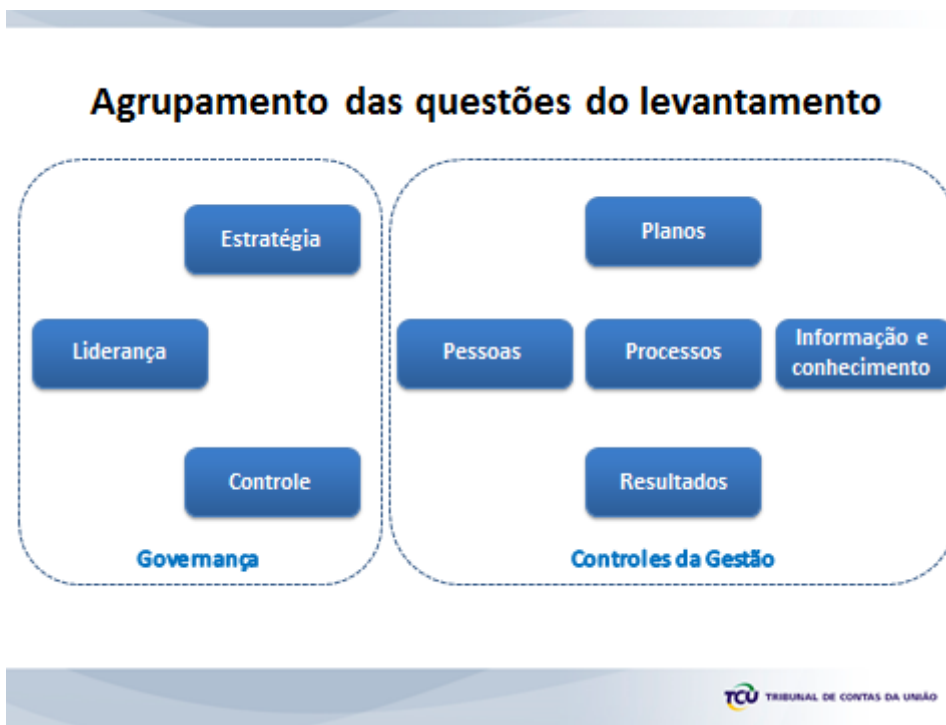 Agrupamento das questões do levantamento
Estratégia
Liderança
Controle
Governança
Planos
Pessoas
Processos
Informação e
conhecimento
Resultados
Controles da Gestão
TCU TRIBUNAL DE CONTAS DA UNIÃO